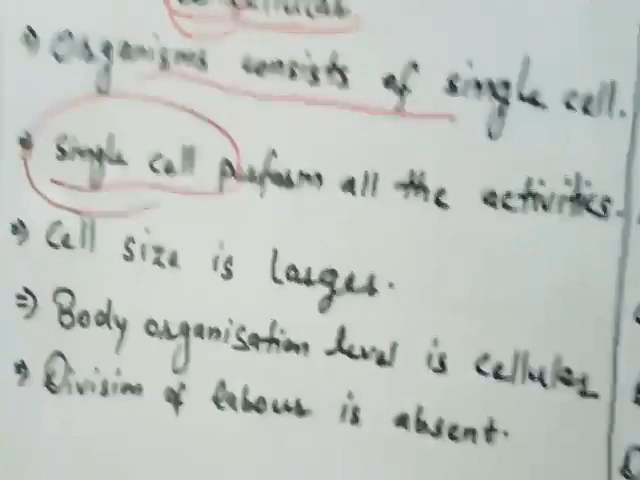 ⇒ Organisms consists of single cell.
⇒ Single cell preform all the activities.
⇒ Cell size is larger.
⇒ Body organisation level is cellular
⇒ Division of labour is absent.